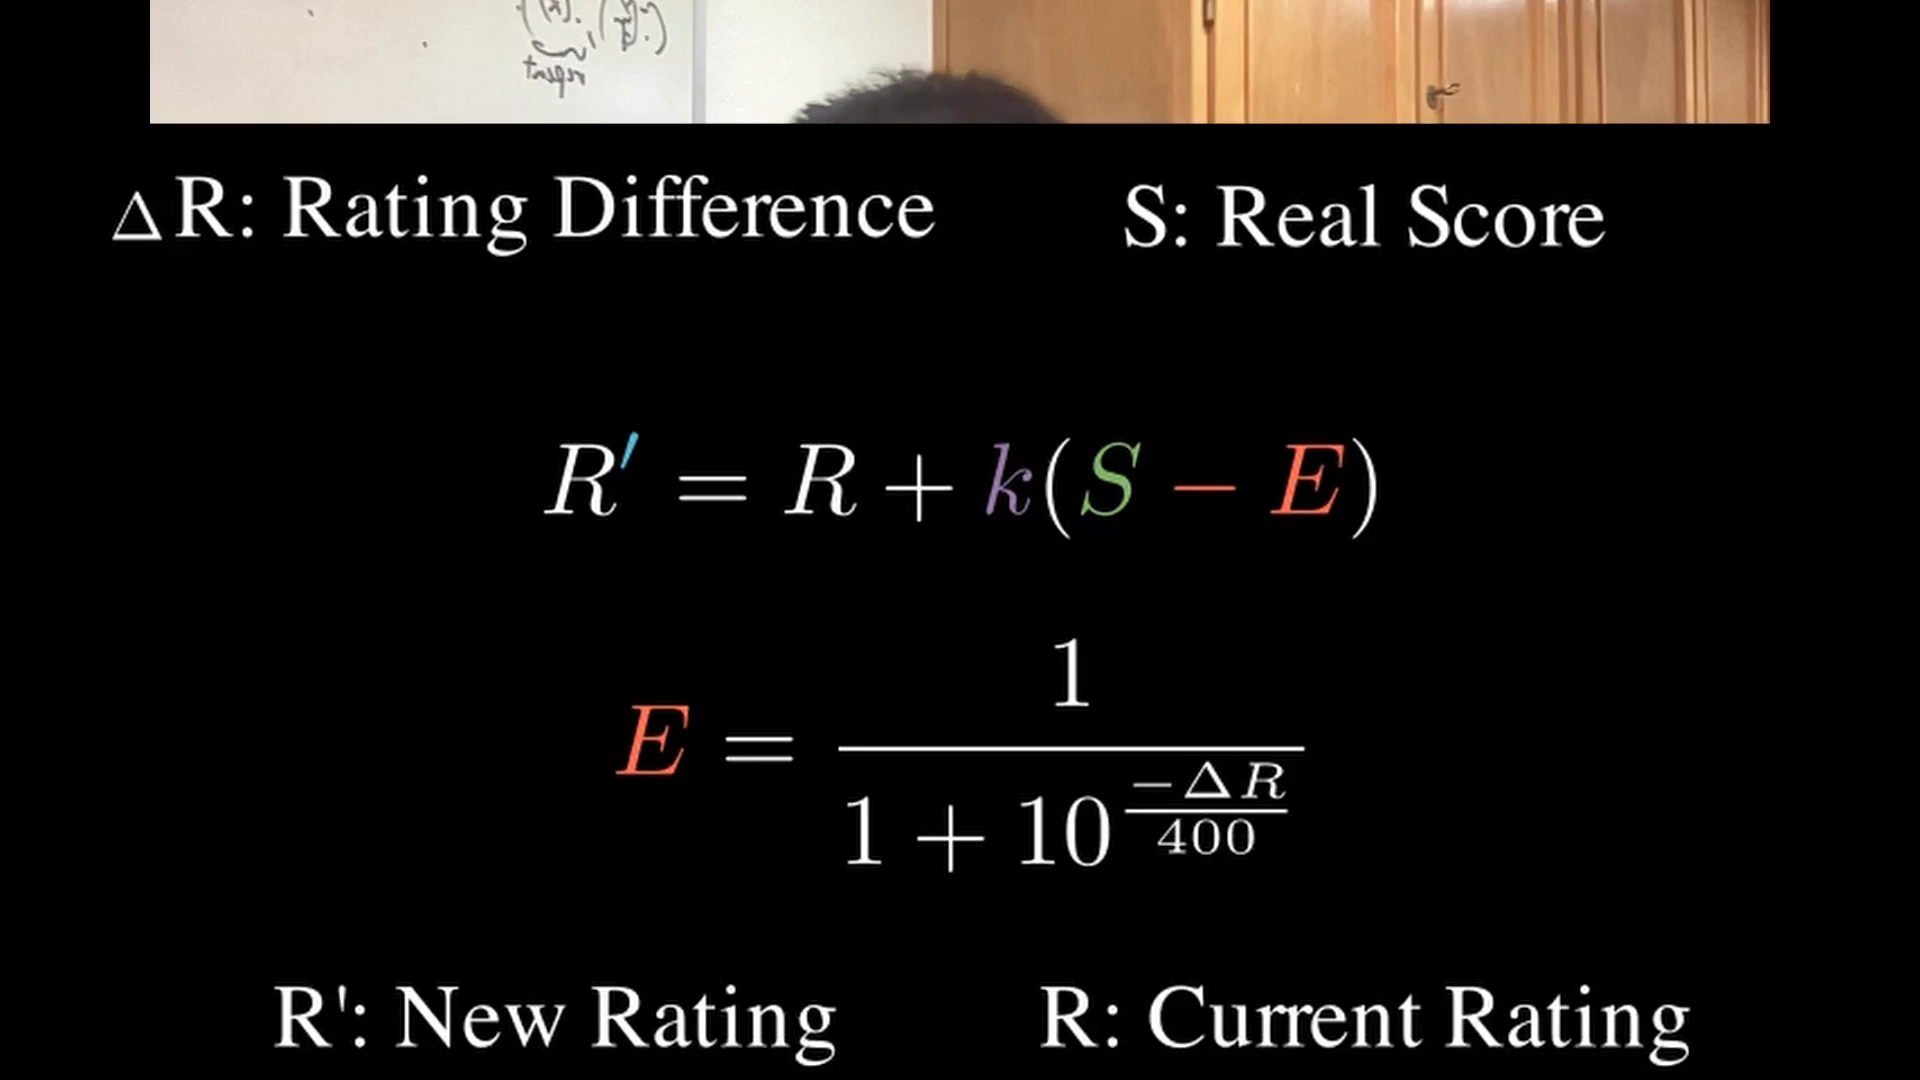 ΔR: Rating Difference
S: Real Score
R′ = R + k(S − E)
E = 1 / (1 + 10^(−ΔR/400))
R': New Rating
R: Current Rating